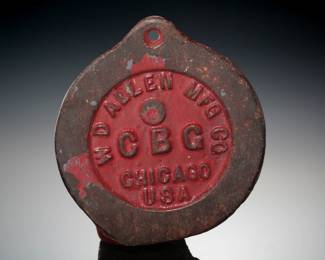 W D ALLEN MFG CO
CBG
CHICAGO
USA